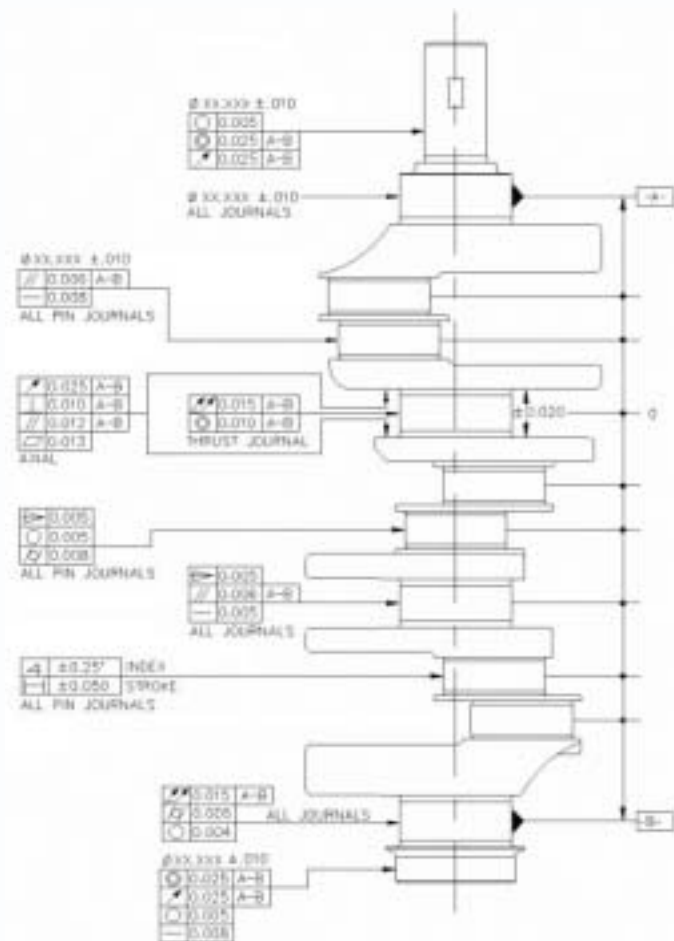 Ø XX.XXX ±.010
○ 0.005
◎ 0.025 A-B
↗ 0.025 A-B
Ø XX.XXX ±.010
ALL JOURNALS
-A-
Ø XX.XXX ±.010
// 0.006 A-B
— 0.008
ALL PIN JOURNALS
↗ 0.025 A-B
⊥ 0.010 A-B
// 0.012 A-B
⏥ 0.013
AXIAL
⌰ 0.015 A-B
◎ 0.010 A-B
THRUST JOURNAL
± 0.020
0
0.005
○ 0.005
⌭ 0.008
ALL PIN JOURNALS
0.005
// 0.006 A-B
— 0.005
ALL JOURNALS
±0.25° INDEX
±0.050 STROKE
ALL PIN JOURNALS
⌰ 0.015 A-B
⌭ 0.005
○ 0.004
ALL JOURNALS
-B-
Ø XX.XXX ±.010
◎ 0.025 A-B
↗ 0.025 A-B
○ 0.005
— 0.008